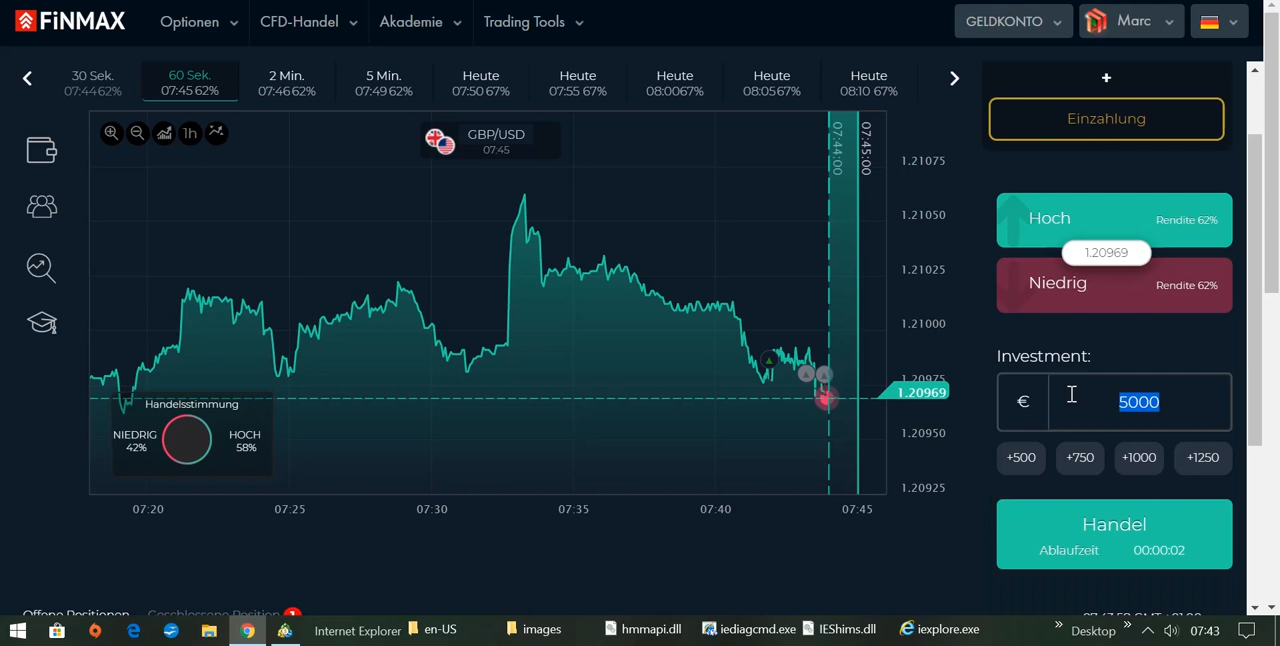 FiNMAX Optionen CFD-Handel Akademie Trading Tools GELDKONTO Marc
30 Sek. 60 Sek. 2 Min. 5 Min. Heute Heute Heute Heute Heute
07:44 62% 07:45 62% 07:46 62% 07:49 62% 07:50 67% 07:55 67% 08:00 67% 08:05 67% 08:10 67%
+
Einzahlung
1h
GBP/USD
07:45
07:44:00
07:45:00
1.21075
1.21050
1.21025
1.21000
1.20975
1.20969
1.20950
1.20925
Handelsstimmung
NIEDRIG HOCH
42% 58%
07:20 07:25 07:30 07:35 07:40 07:45
Hoch Rendite 62%
1.20969
Niedrig Rendite 62%
Investment:
€ 5000
+500 +750 +1000 +1250
Handel
Ablaufzeit 00:00:02
Offene Positionen Geschlossene Position 1
Internet Explorer en-US images hmmapi.dll iediagcmd.exe IEShims.dll iexplore.exe » Desktop » 07:43